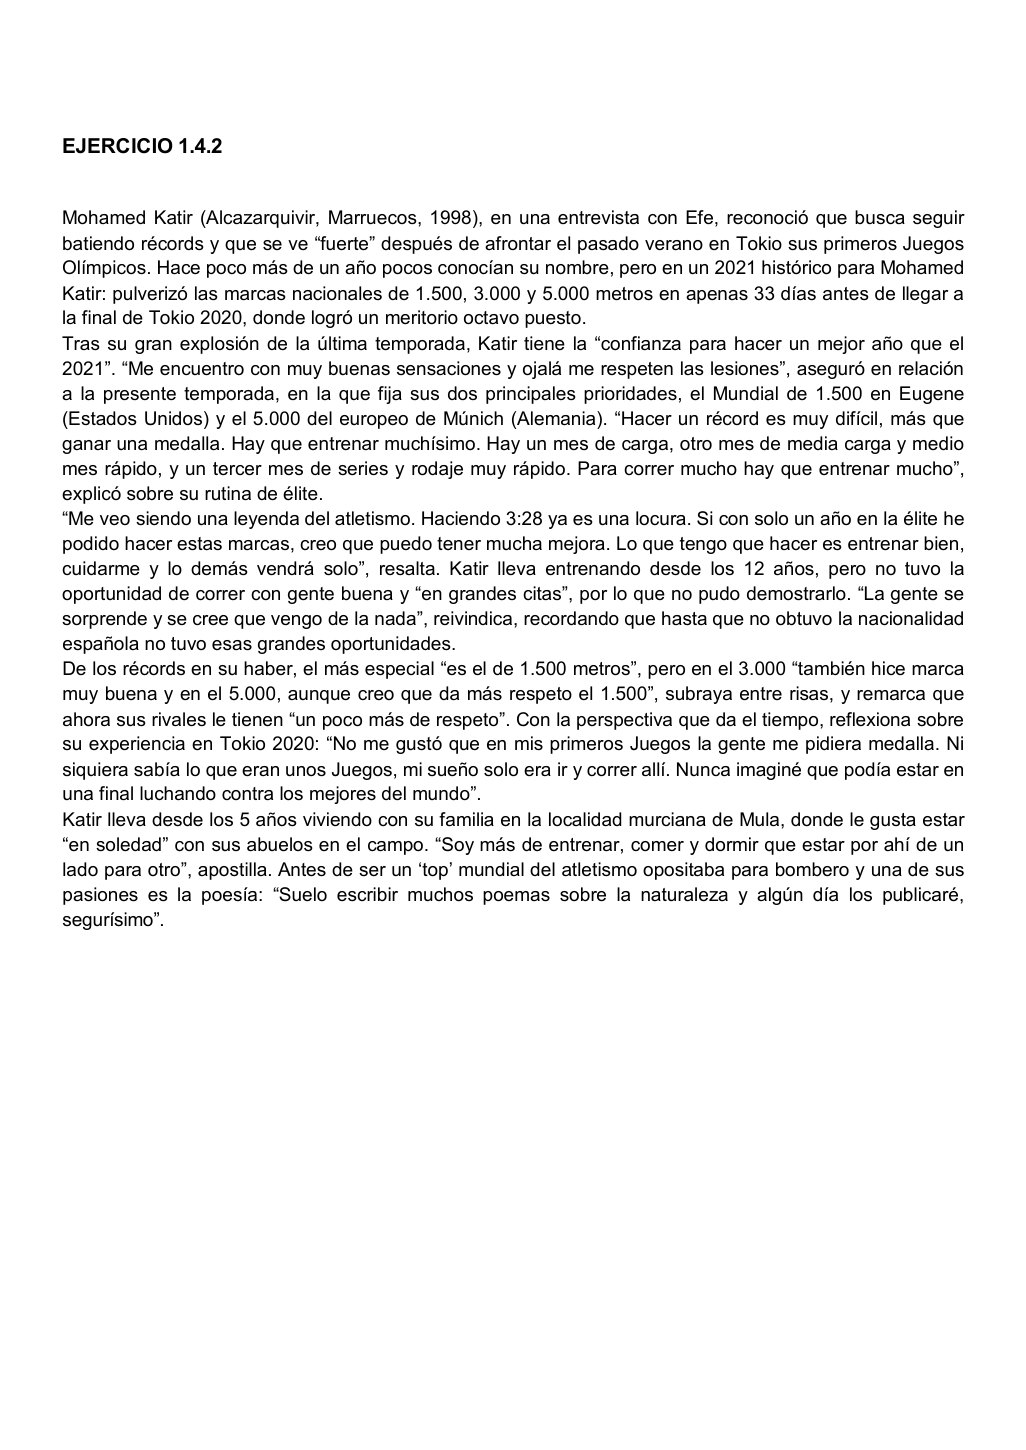 EJERCICIO 1.4.2
Mohamed Katir (Alcazarquivir, Marruecos, 1998), en una entrevista con Efe, reconoció que busca seguir
batiendo récords y que se ve “fuerte” después de afrontar el pasado verano en Tokio sus primeros Juegos
Olímpicos. Hace poco más de un año pocos conocían su nombre, pero en un 2021 histórico para Mohamed
Katir: pulverizó las marcas nacionales de 1.500, 3.000 y 5.000 metros en apenas 33 días antes de llegar a
la final de Tokio 2020, donde logró un meritorio octavo puesto.
Tras su gran explosión de la última temporada, Katir tiene la “confianza para hacer un mejor año que el
2021”. “Me encuentro con muy buenas sensaciones y ojalá me respeten las lesiones”, aseguró en relación
a la presente temporada, en la que fija sus dos principales prioridades, el Mundial de 1.500 en Eugene
(Estados Unidos) y el 5.000 del europeo de Múnich (Alemania). “Hacer un récord es muy difícil, más que
ganar una medalla. Hay que entrenar muchísimo. Hay un mes de carga, otro mes de media carga y medio
mes rápido, y un tercer mes de series y rodaje muy rápido. Para correr mucho hay que entrenar mucho”,
explicó sobre su rutina de élite.
“Me veo siendo una leyenda del atletismo. Haciendo 3:28 ya es una locura. Si con solo un año en la élite he
podido hacer estas marcas, creo que puedo tener mucha mejora. Lo que tengo que hacer es entrenar bien,
cuidarme y lo demás vendrá solo”, resalta. Katir lleva entrenando desde los 12 años, pero no tuvo la
oportunidad de correr con gente buena y “en grandes citas”, por lo que no pudo demostrarlo. “La gente se
sorprende y se cree que vengo de la nada”, reivindica, recordando que hasta que no obtuvo la nacionalidad
española no tuvo esas grandes oportunidades.
De los récords en su haber, el más especial “es el de 1.500 metros”, pero en el 3.000 “también hice marca
muy buena y en el 5.000, aunque creo que da más respeto el 1.500”, subraya entre risas, y remarca que
ahora sus rivales le tienen “un poco más de respeto”. Con la perspectiva que da el tiempo, reflexiona sobre
su experiencia en Tokio 2020: “No me gustó que en mis primeros Juegos la gente me pidiera medalla. Ni
siquiera sabía lo que eran unos Juegos, mi sueño solo era ir y correr allí. Nunca imaginé que podía estar en
una final luchando contra los mejores del mundo”.
Katir lleva desde los 5 años viviendo con su familia en la localidad murciana de Mula, donde le gusta estar
“en soledad” con sus abuelos en el campo. “Soy más de entrenar, comer y dormir que estar por ahí de un
lado para otro”, apostilla. Antes de ser un ‘top’ mundial del atletismo opositaba para bombero y una de sus
pasiones es la poesía: “Suelo escribir muchos poemas sobre la naturaleza y algún día los publicaré,
segurísimo”.